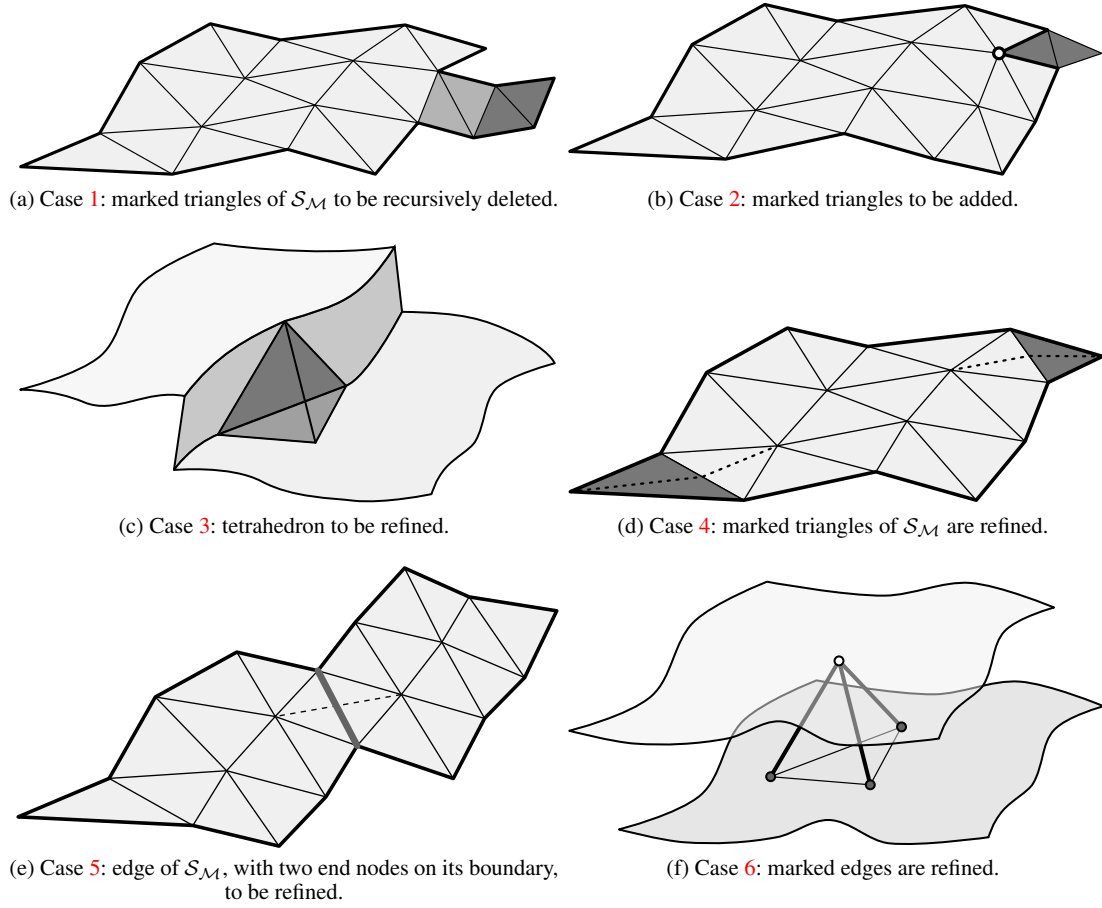 (a) Case 1: marked triangles of 𝒮_ℳ to be recursively deleted.
(b) Case 2: marked triangles to be added.
(c) Case 3: tetrahedron to be refined.
(d) Case 4: marked triangles of 𝒮_ℳ are refined.
(e) Case 5: edge of 𝒮_ℳ, with two end nodes on its boundary,
to be refined.
(f) Case 6: marked edges are refined.